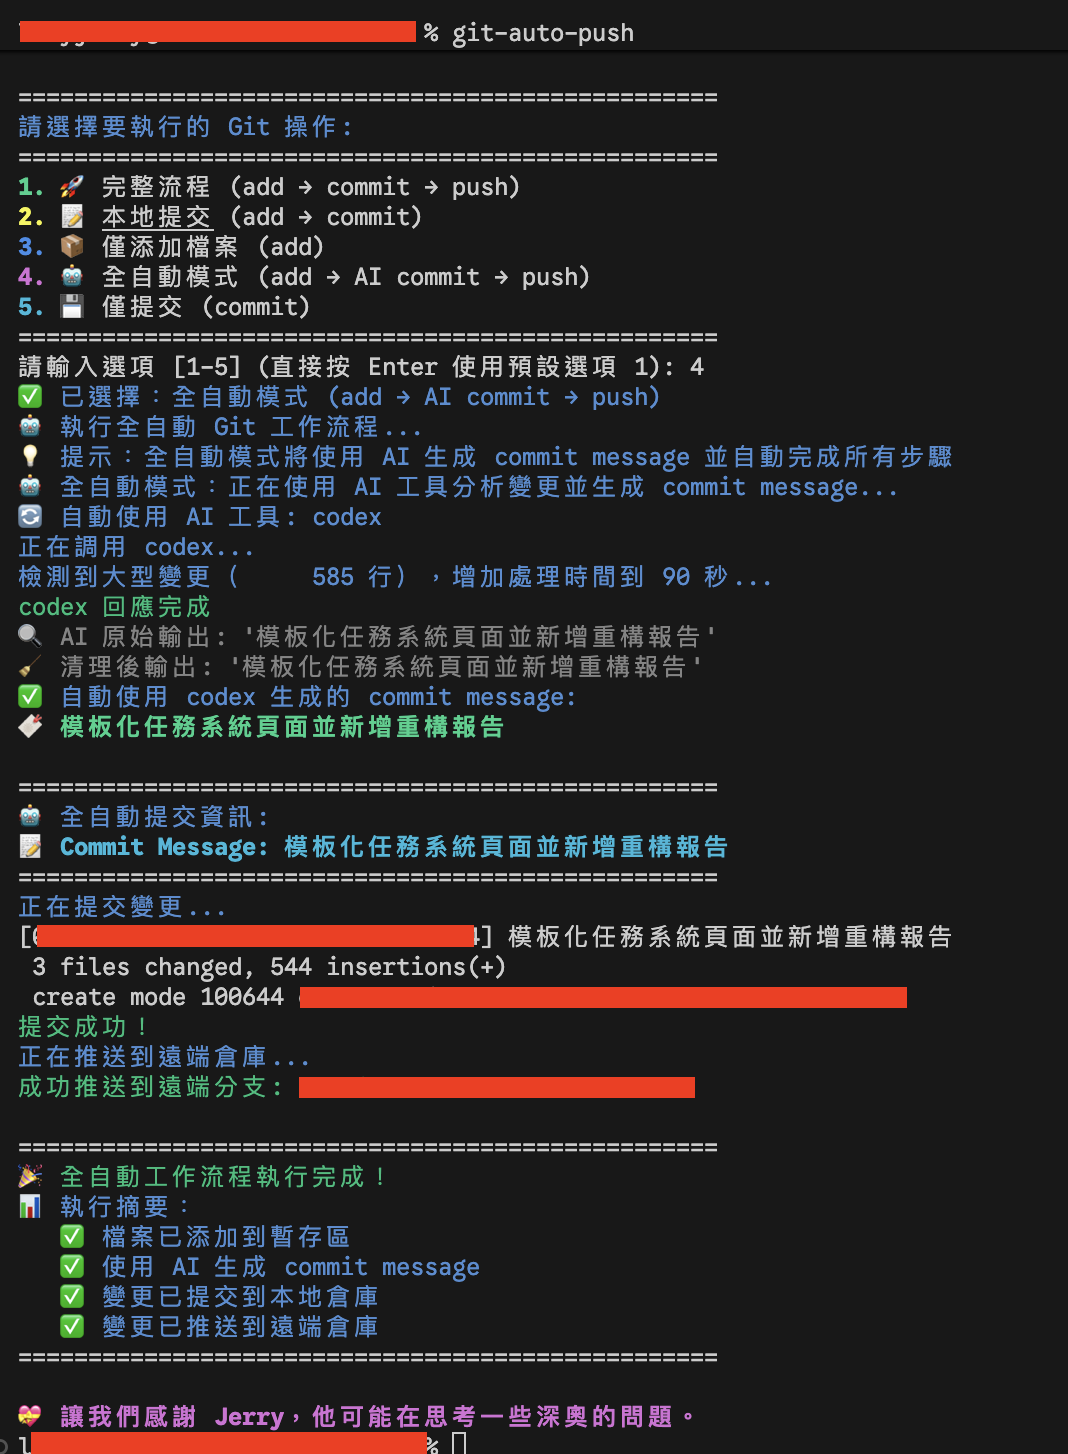 % git-auto-push
==================================================
請選擇要執行的 Git 操作:
==================================================
1. 🚀 完整流程 (add → commit → push)
2. 📝 本地提交 (add → commit)
3. 📦 僅添加檔案 (add)
4. 🤖 全自動模式 (add → AI commit → push)
5. 💾 僅提交 (commit)
==================================================
請輸入選項 [1-5] (直接按 Enter 使用預設選項 1): 4
✅ 已選擇：全自動模式 (add → AI commit → push)
🤖 執行全自動 Git 工作流程...
💡 提示：全自動模式將使用 AI 生成 commit message 並自動完成所有步驟
🤖 全自動模式：正在使用 AI 工具分析變更並生成 commit message...
🔄 自動使用 AI 工具: codex
正在調用 codex...
檢測到大型變更（     585 行），增加處理時間到 90 秒...
codex 回應完成
🔍 AI 原始輸出: '模板化任務系統頁面並新增重構報告'
🧹 清理後輸出: '模板化任務系統頁面並新增重構報告'
✅ 自動使用 codex 生成的 commit message:
🏷️ 模板化任務系統頁面並新增重構報告
==================================================
🤖 全自動提交資訊:
📝 Commit Message: 模板化任務系統頁面並新增重構報告
==================================================
正在提交變更...
[ ] 模板化任務系統頁面並新增重構報告
3 files changed, 544 insertions(+)
create mode 100644
提交成功！
正在推送到遠端倉庫...
成功推送到遠端分支:
==================================================
🎉 全自動工作流程執行完成！
📊 執行摘要：
✅ 檔案已添加到暫存區
✅ 使用 AI 生成 commit message
✅ 變更已提交到本地倉庫
✅ 變更已推送到遠端倉庫
==================================================
💝 讓我們感謝 Jerry，他可能在思考一些深奧的問題。
%